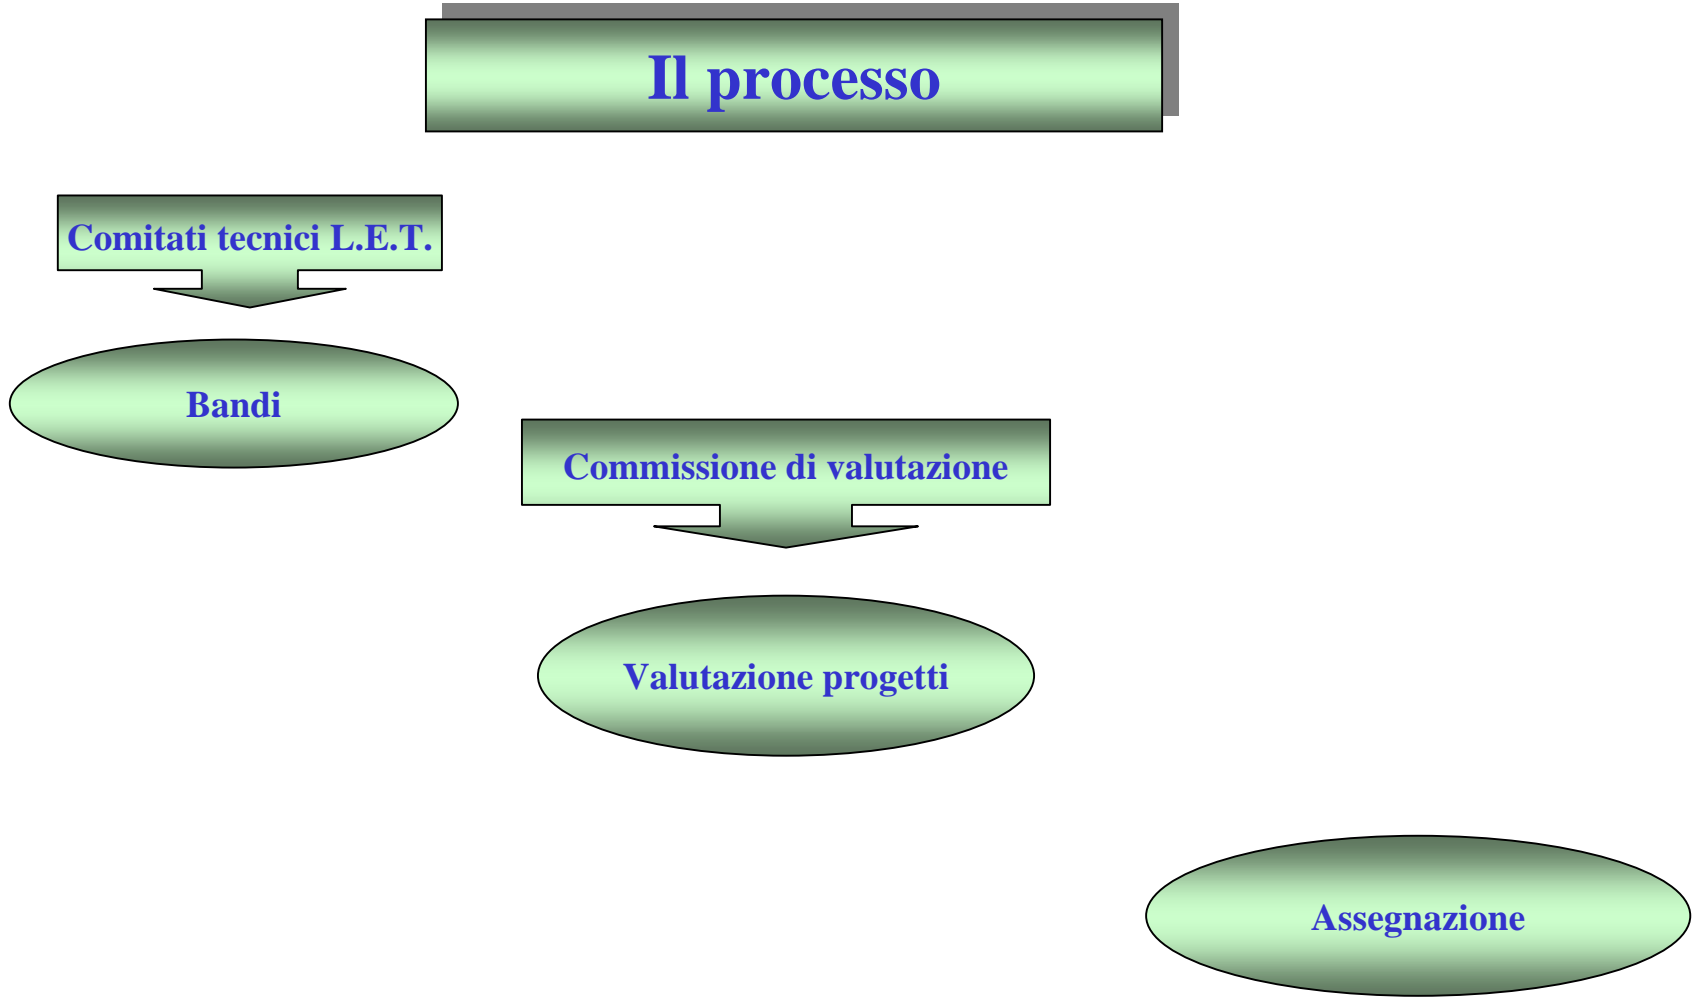 Il processo
Comitati tecnici L.E.T.
Bandi
Commissione di valutazione
Valutazione progetti
Assegnazione